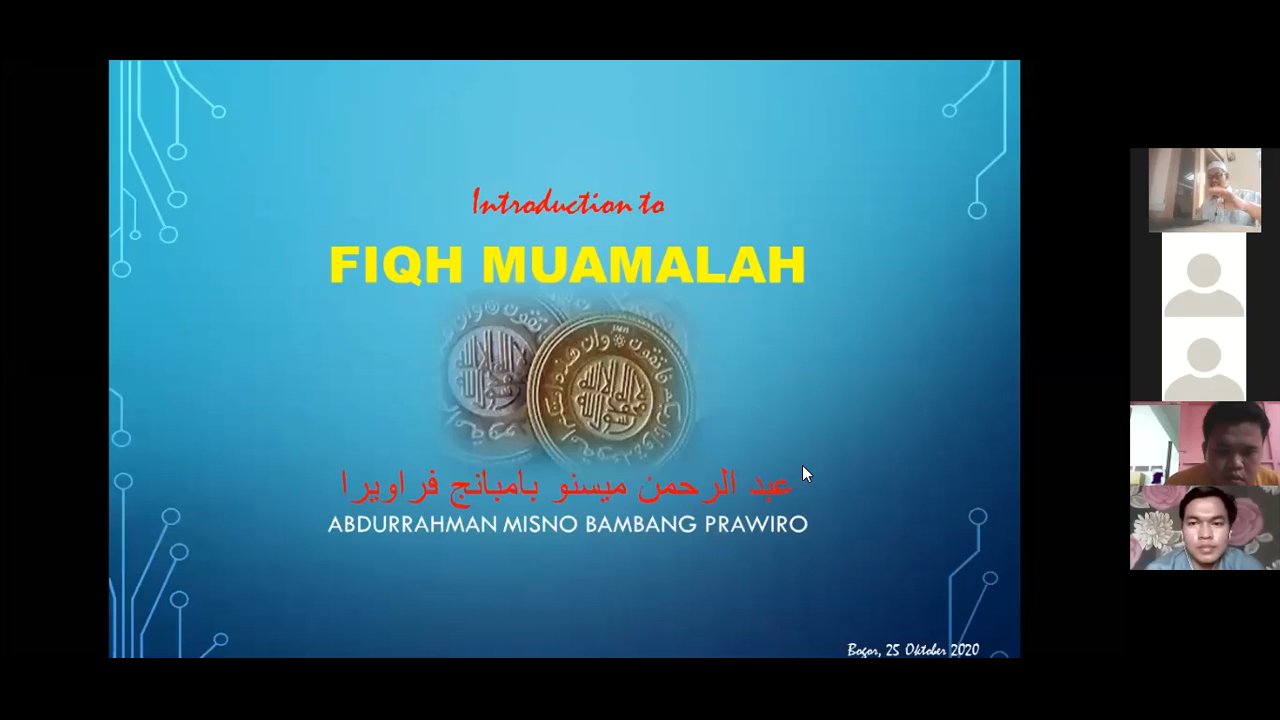 Introduction to
FIQH MUAMALAH
عبد الرحمن ميسنو بامبانج فراويرا
ABDURRAHMAN MISNO BAMBANG PRAWIRO
Bogor, 25 Oktober 2020